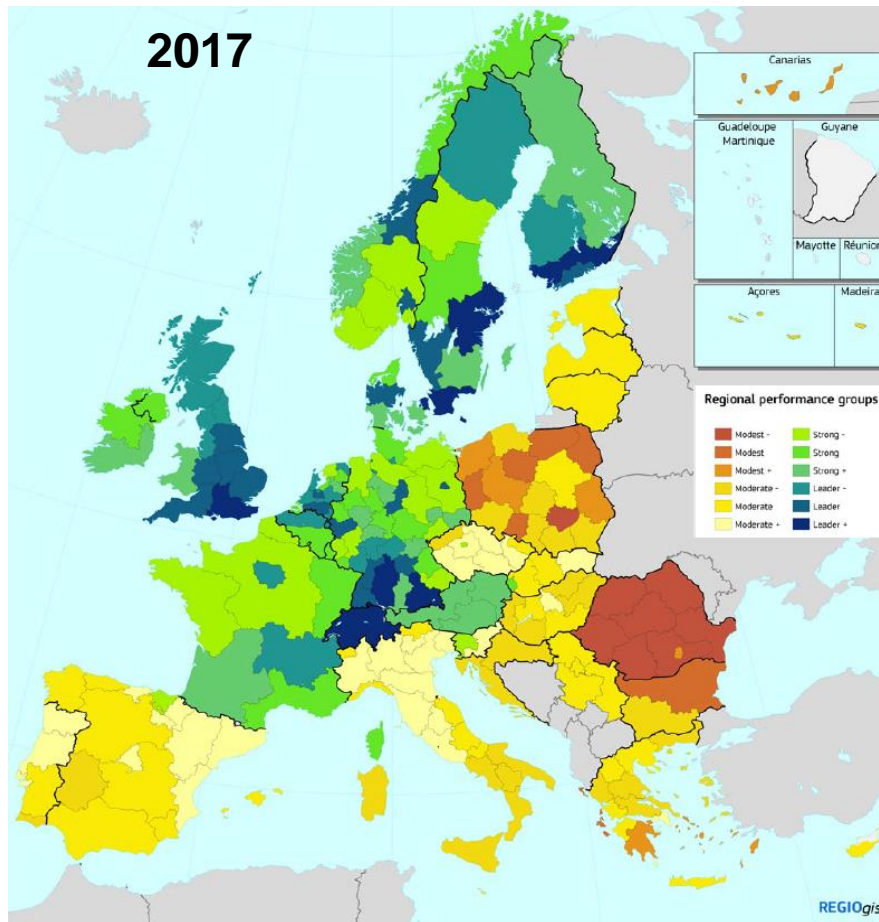 2017
Canarias
Guadeloupe
Martinique
Guyane
Mayotte
Réunion
Açores
Madeira
Regional performance groups
Modest -
Modest
Modest +
Moderate -
Moderate
Moderate +
Strong -
Strong
Strong +
Leader -
Leader
Leader +
REGIOgis